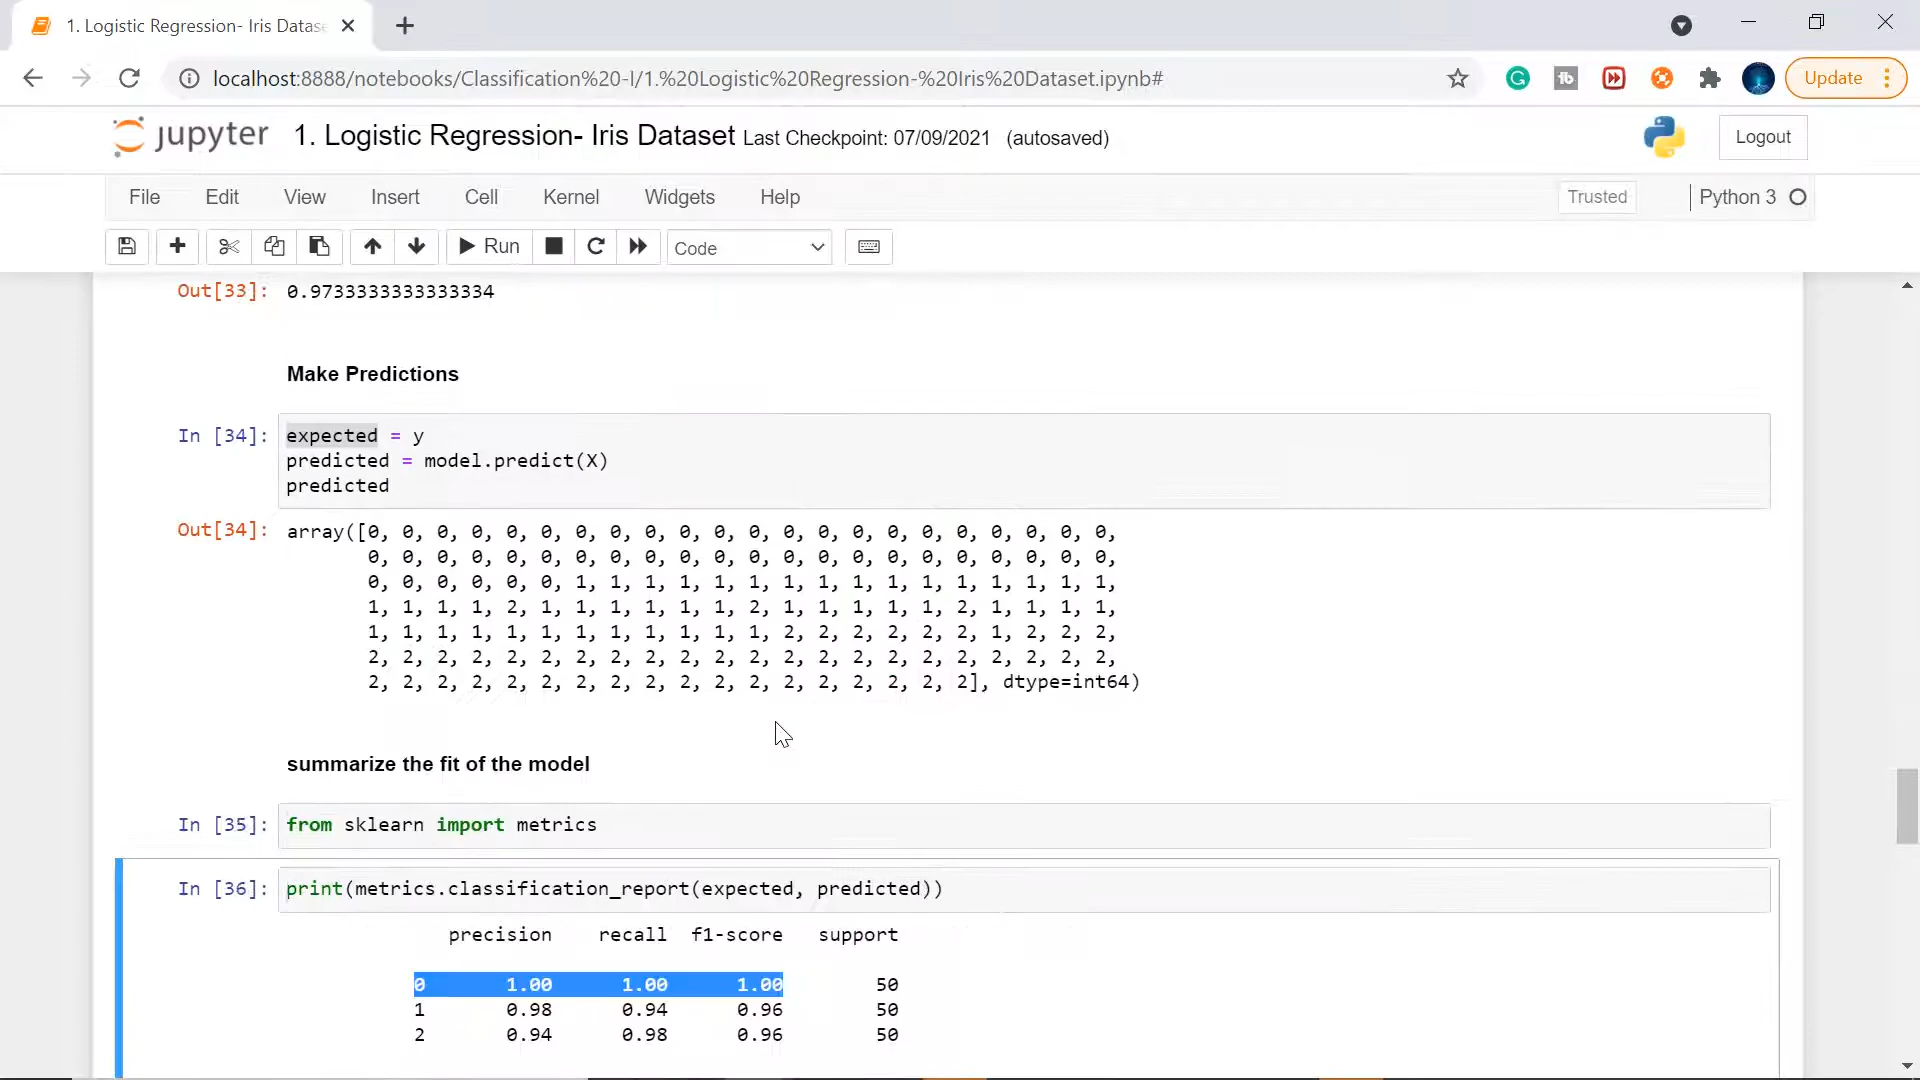 1. Logistic Regression- Iris Datase
localhost:8888/notebooks/Classification%20-I/1.%20Logistic%20Regression-%20Iris%20Dataset.ipynb#
Update
jupyter 1. Logistic Regression- Iris Dataset Last Checkpoint: 07/09/2021 (autosaved)
Logout
File Edit View Insert Cell Kernel Widgets Help
Trusted
Python 3
Run
Code
Out[33]: 0.9733333333333334
Make Predictions
In [34]: expected = y
predicted = model.predict(X)
predicted
Out[34]: array([0, 0, 0, 0, 0, 0, 0, 0, 0, 0, 0, 0, 0, 0, 0, 0, 0, 0, 0, 0, 0, 0,
0, 0, 0, 0, 0, 0, 0, 0, 0, 0, 0, 0, 0, 0, 0, 0, 0, 0, 0, 0, 0, 0,
0, 0, 0, 0, 0, 0, 1, 1, 1, 1, 1, 1, 1, 1, 1, 1, 1, 1, 1, 1, 1, 1,
1, 1, 1, 1, 2, 1, 1, 1, 1, 1, 1, 2, 1, 1, 1, 1, 1, 2, 1, 1, 1, 1,
1, 1, 1, 1, 1, 1, 1, 1, 1, 1, 1, 1, 2, 2, 2, 2, 2, 2, 1, 2, 2, 2,
2, 2, 2, 2, 2, 2, 2, 2, 2, 2, 2, 2, 2, 2, 2, 2, 2, 2, 2, 2, 2, 2,
2, 2, 2, 2, 2, 2, 2, 2, 2, 2, 2, 2, 2, 2, 2, 2, 2, 2], dtype=int64)
summarize the fit of the model
In [35]: from sklearn import metrics
In [36]: print(metrics.classification_report(expected, predicted))
precision recall f1-score support
0 1.00 1.00 1.00 50
1 0.98 0.94 0.96 50
2 0.94 0.98 0.96 50